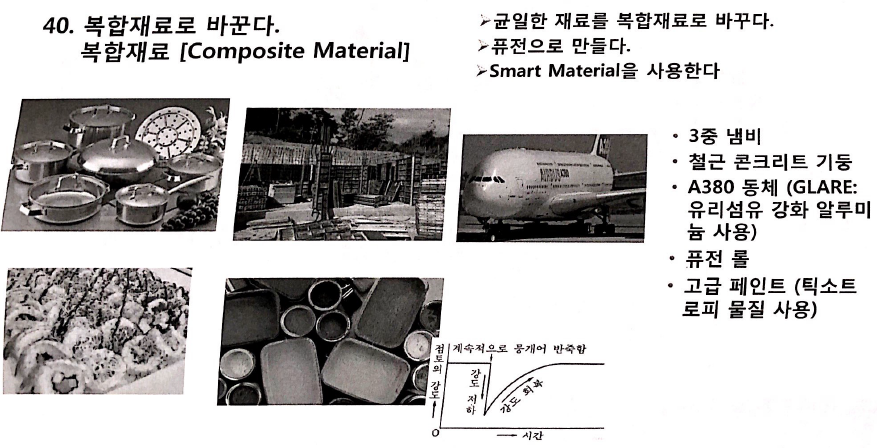 40. 복합재료로 바꾼다.
복합재료 [Composite Material]
➢균일한 재료를 복합재료로 바꾸다.
➢퓨전으로 만들다.
➢Smart Material을 사용한다
• 3중 냄비
• 철근 콘크리트 기둥
• A380 동체 (GLARE:
유리섬유 강화 알루미
늄 사용)
• 퓨전 롤
• 고급 페인트 (틱소트
로피 물질 사용)
AIRBUS A380
A380
점토의 강도
계속적으로 뭉개어 반죽함
강도 저하
강도 회복
O
시간